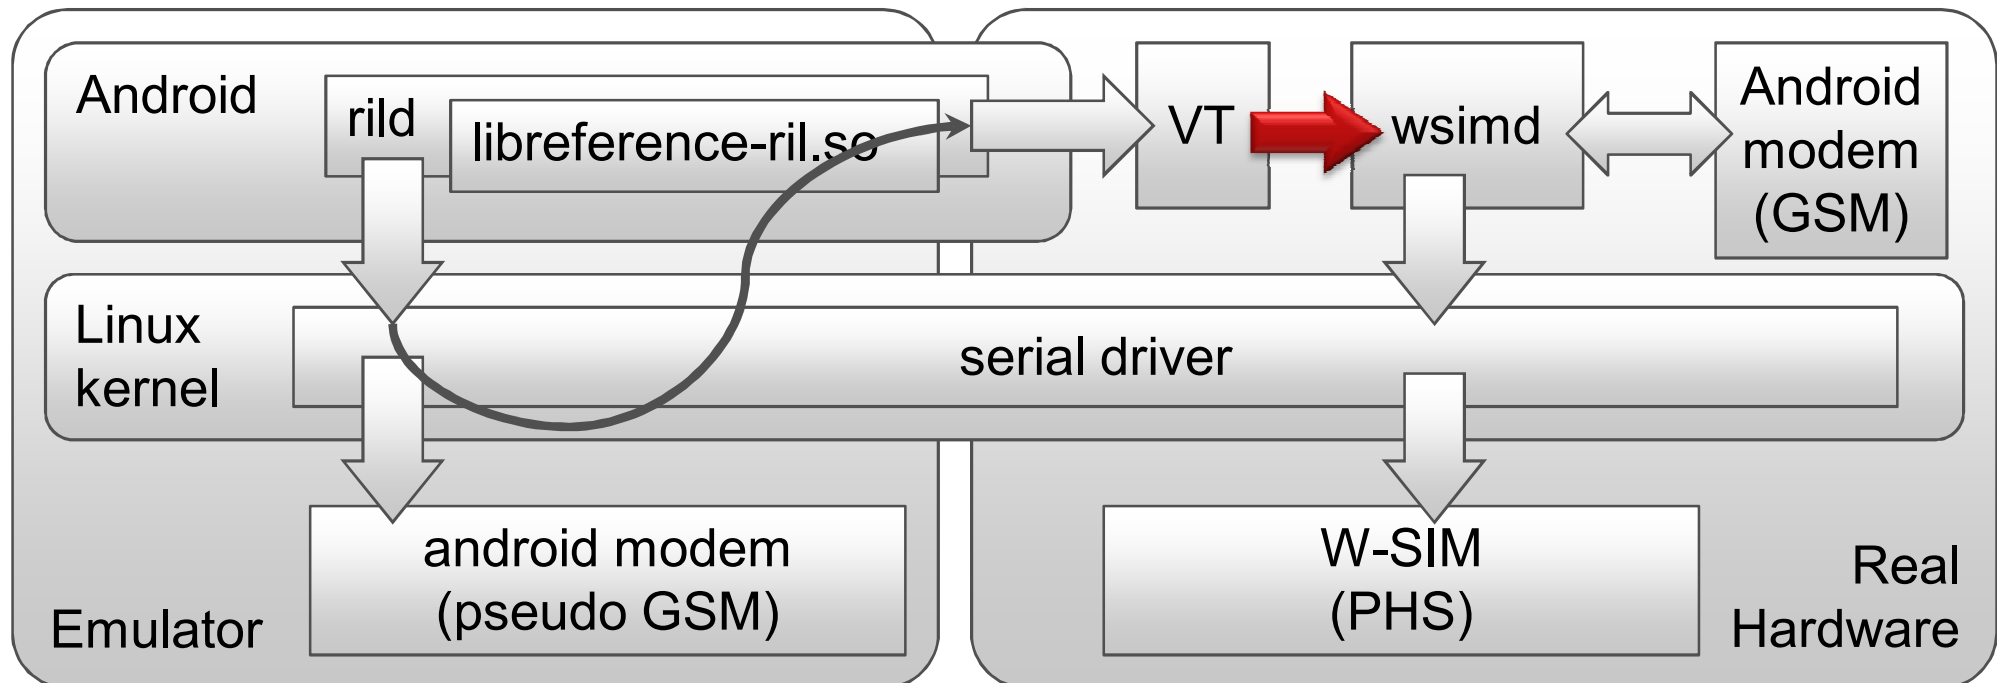 Android
rild
libreference-ril.so
VT
wsimd
Android
modem
(GSM)
Linux
kernel
serial driver
android modem
(pseudo GSM)
Emulator
W-SIM
(PHS)
Real
Hardware